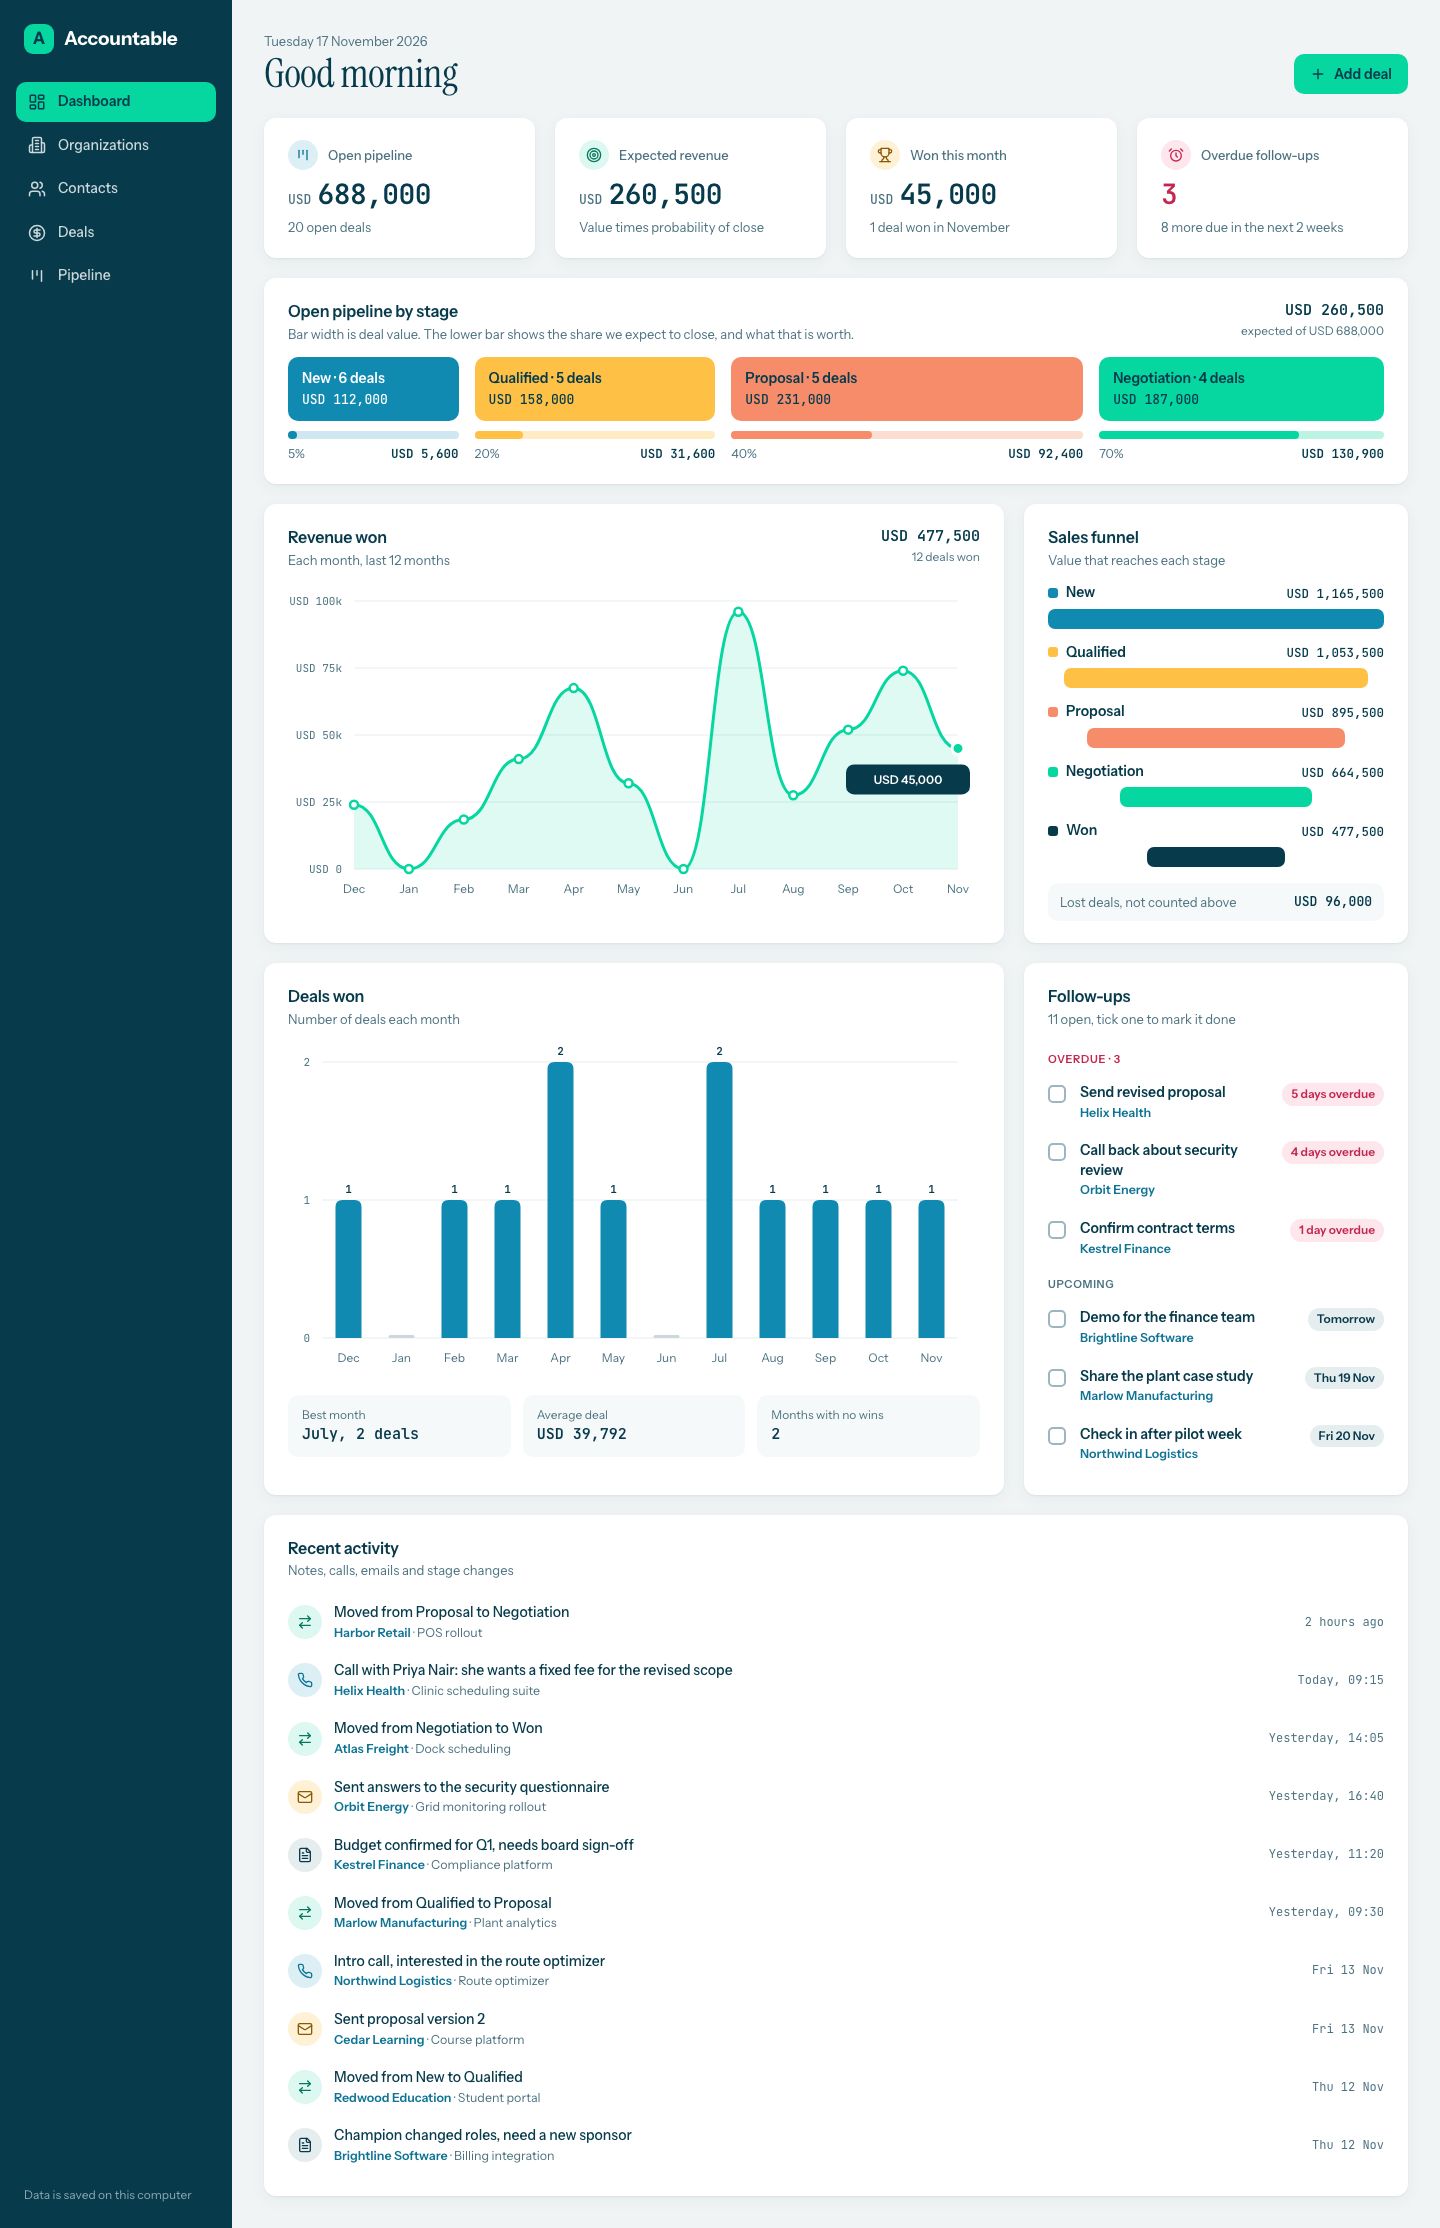 A
Accountable
Dashboard
Organizations
Contacts
Deals
Pipeline
Data is saved on this computer
Tuesday 17 November 2026
Good morning
Add deal
Open pipeline
USD 688,000
20 open deals
Expected revenue
USD 260,500
Value times probability of close
Won this month
USD 45,000
1 deal won in November
Overdue follow-ups
3
8 more due in the next 2 weeks
Open pipeline by stage
Bar width is deal value. The lower bar shows the share we expect to close, and what that is worth.
USD 260,500
expected of USD 688,000
New · 6 deals
USD 112,000
5%
USD 5,600
Qualified · 5 deals
USD 158,000
20%
USD 31,600
Proposal · 5 deals
USD 231,000
40%
USD 92,400
Negotiation · 4 deals
USD 187,000
70%
USD 130,900
Revenue won
Each month, last 12 months
USD 477,500
12 deals won
USD 100k
USD 75k
USD 50k
USD 25k
USD 0
USD 45,000
Dec Jan Feb Mar Apr May Jun Jul Aug Sep Oct Nov
Sales funnel
Value that reaches each stage
New USD 1,165,500
Qualified USD 1,053,500
Proposal USD 895,500
Negotiation USD 664,500
Won USD 477,500
Lost deals, not counted above USD 96,000
Deals won
Number of deals each month
2
1
0
1 1 1 2 1 2 1 1 1 1
Dec Jan Feb Mar Apr May Jun Jul Aug Sep Oct Nov
Best month
July, 2 deals
Average deal
USD 39,792
Months with no wins
2
Follow-ups
11 open, tick one to mark it done
OVERDUE · 3
Send revised proposal
Helix Health
5 days overdue
Call back about security
review
Orbit Energy
4 days overdue
Confirm contract terms
Kestrel Finance
1 day overdue
UPCOMING
Demo for the finance team
Brightline Software
Tomorrow
Share the plant case study
Marlow Manufacturing
Thu 19 Nov
Check in after pilot week
Northwind Logistics
Fri 20 Nov
Recent activity
Notes, calls, emails and stage changes
Moved from Proposal to Negotiation
Harbor Retail · POS rollout
2 hours ago
Call with Priya Nair: she wants a fixed fee for the revised scope
Helix Health · Clinic scheduling suite
Today, 09:15
Moved from Negotiation to Won
Atlas Freight · Dock scheduling
Yesterday, 14:05
Sent answers to the security questionnaire
Orbit Energy · Grid monitoring rollout
Yesterday, 16:40
Budget confirmed for Q1, needs board sign-off
Kestrel Finance · Compliance platform
Yesterday, 11:20
Moved from Qualified to Proposal
Marlow Manufacturing · Plant analytics
Yesterday, 09:30
Intro call, interested in the route optimizer
Northwind Logistics · Route optimizer
Fri 13 Nov
Sent proposal version 2
Cedar Learning · Course platform
Fri 13 Nov
Moved from New to Qualified
Redwood Education · Student portal
Thu 12 Nov
Champion changed roles, need a new sponsor
Brightline Software · Billing integration
Thu 12 Nov